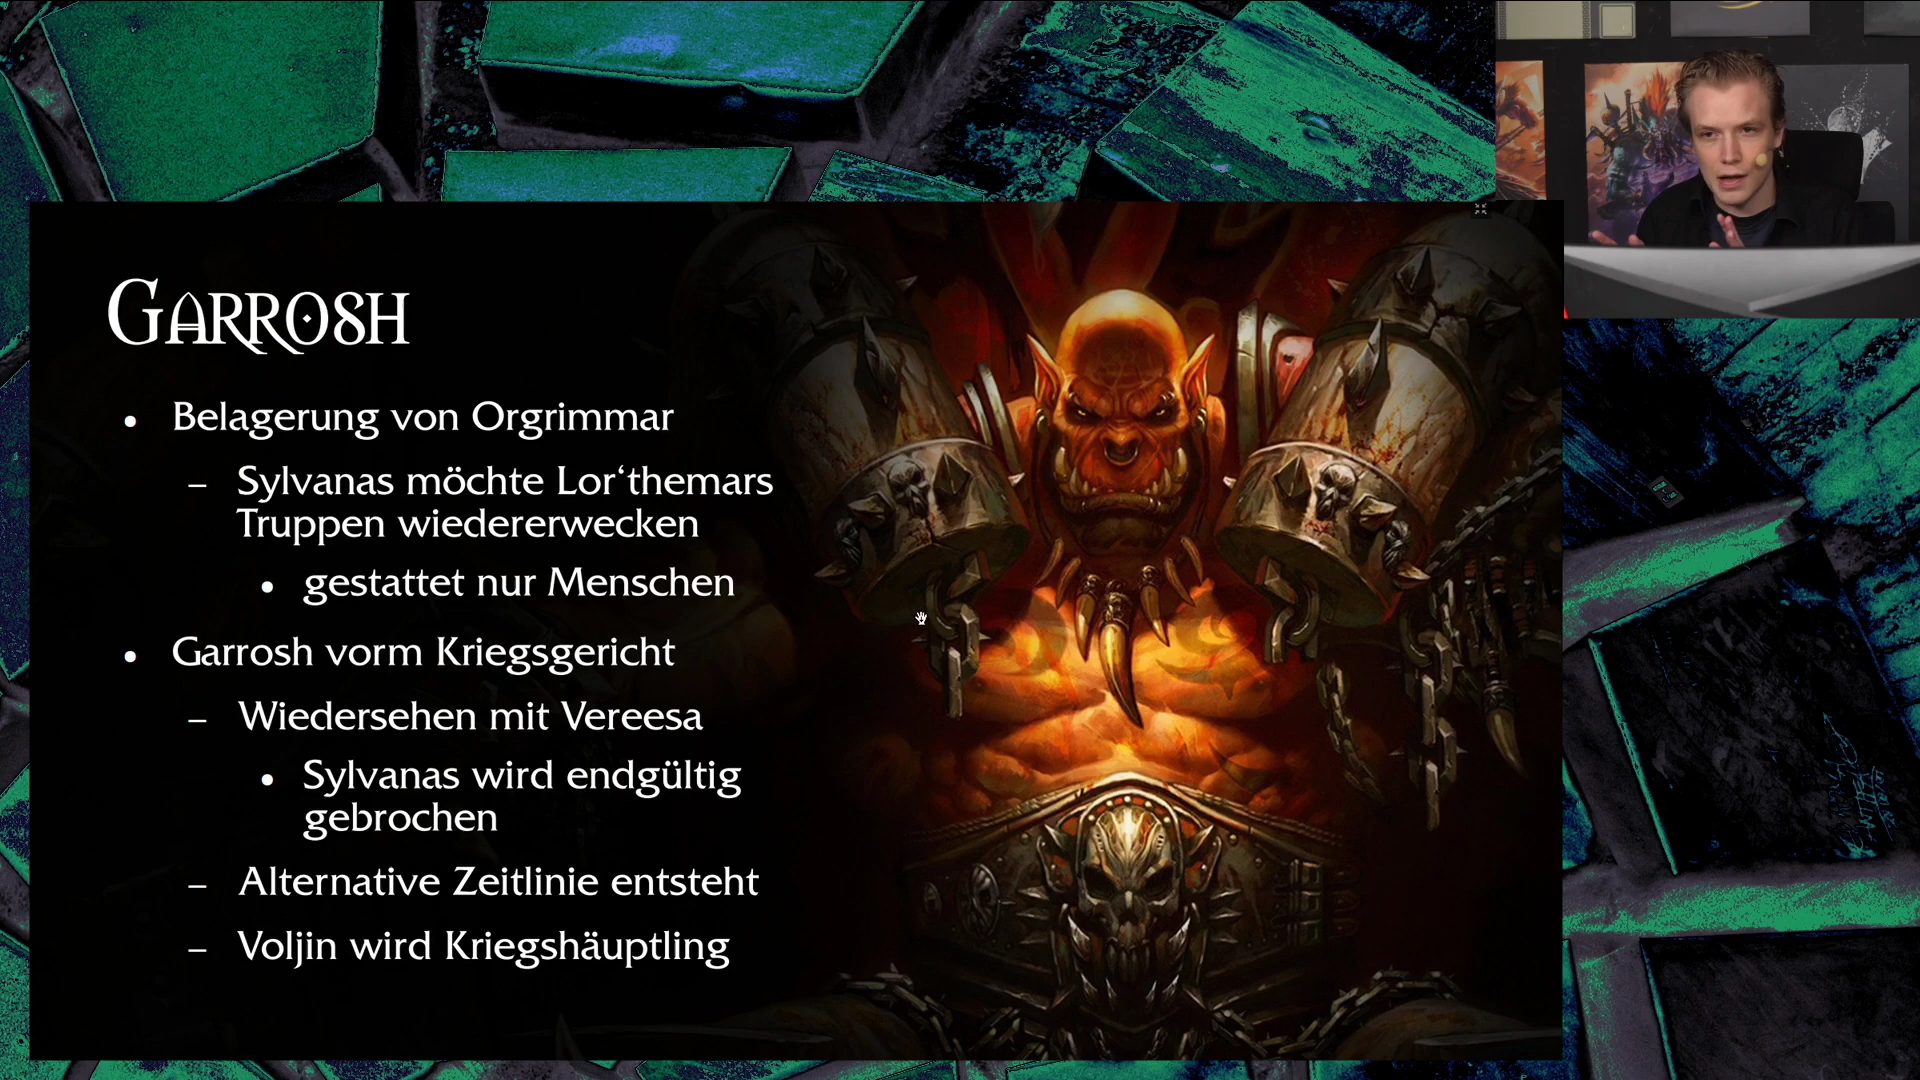 Garrosh
• Belagerung von Orgrimmar
– Sylvanas möchte Lor‘themars
Truppen wiedererwecken
• gestattet nur Menschen
• Garrosh vorm Kriegsgericht
– Wiedersehen mit Vereesa
• Sylvanas wird endgültig
gebrochen
– Alternative Zeitlinie entsteht
– Voljin wird Kriegshäuptling